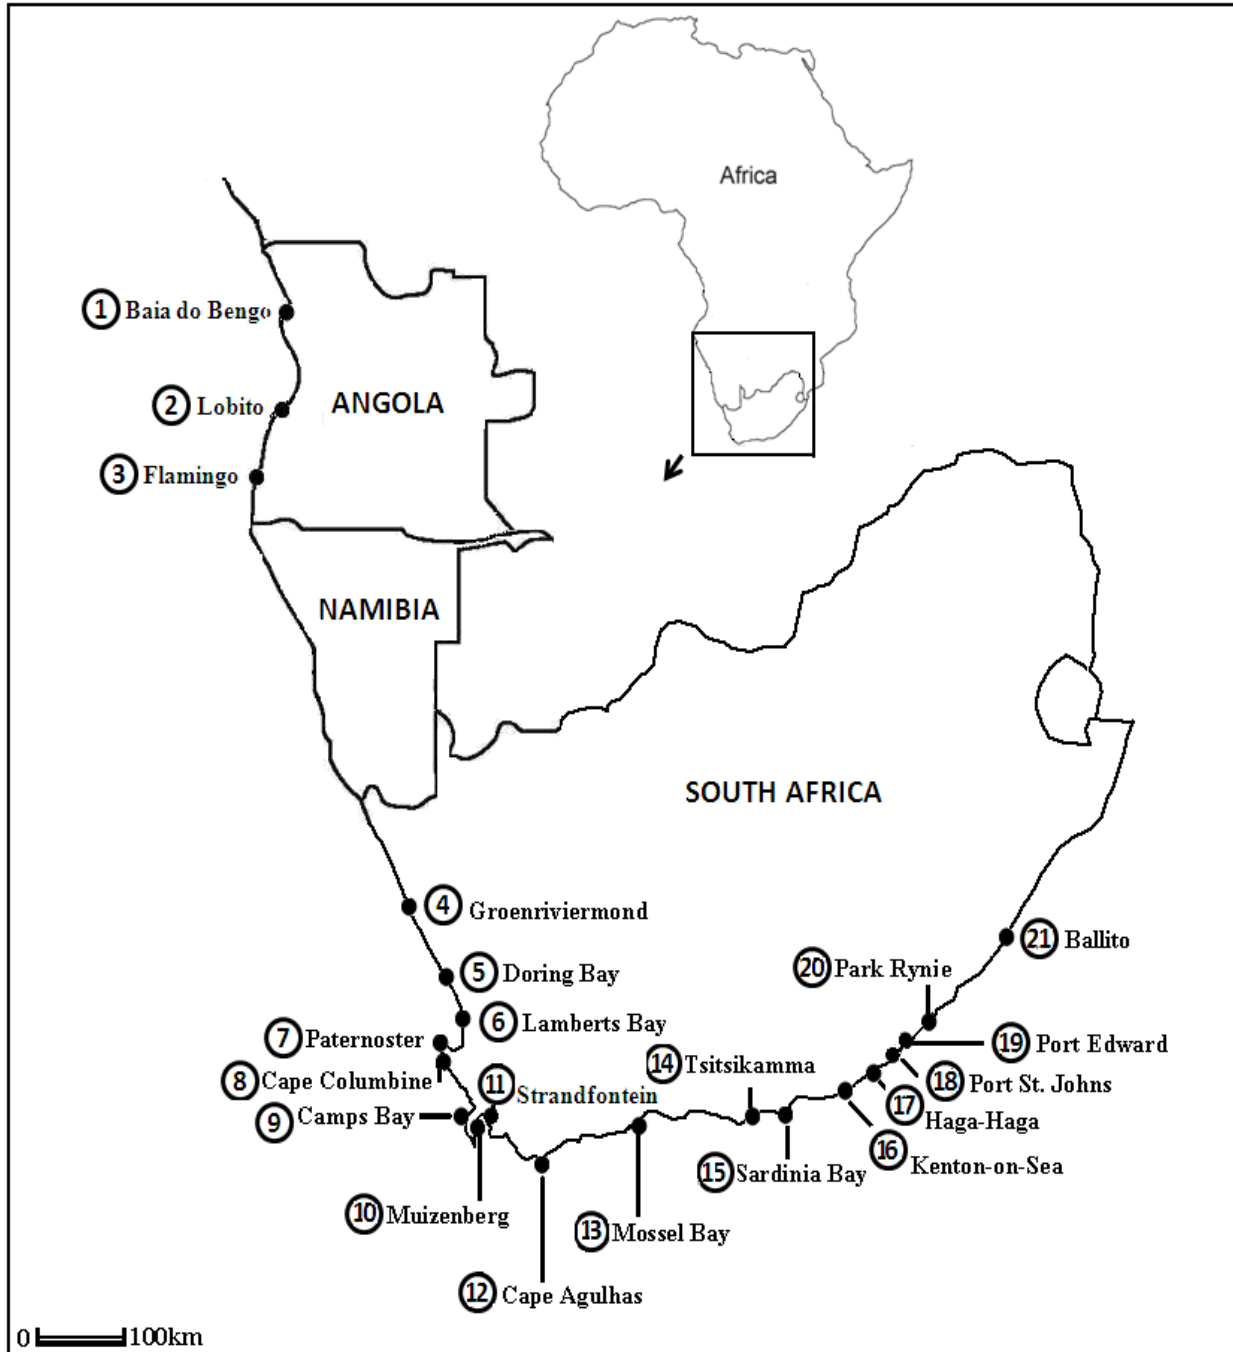 Africa
1 Baia do Bengo
2 Lobito
ANGOLA
3 Flamingo
NAMIBIA
SOUTH AFRICA
4 Groenriviermond
21 Ballito
5 Doring Bay
20 Park Rynie
6 Lamberts Bay
7 Paternoster
19 Port Edward
14 Tsitsikamma
8 Cape Columbine
18 Port St. Johns
11 Strandfontein
9 Camps Bay
17 Haga-Haga
16 Kenton-on-Sea
15 Sardinia Bay
10 Muizenberg
13 Mossel Bay
12 Cape Agulhas
0 100km